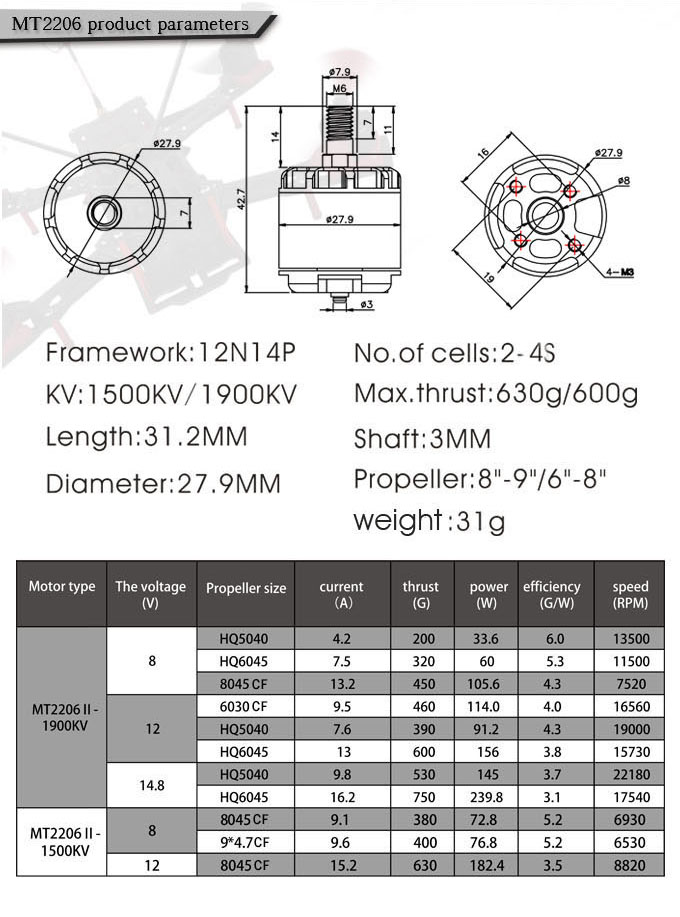 MT2206 product parameters
ø7.9
M6
14
7
11
42.7
ø27.9
ø3
ø27.9
7
16
ø27.9
ø8
19
4-M3
Framework:12N14P
No.of cells:2-4S
KV:1500KV/1900KV
Max.thrust:630g/600g
Length:31.2MM
Shaft:3MM
Diameter:27.9MM
Propeller:8"-9"/6"-8"
weight:31g
Motor type The voltage (V) Propeller size current (A) thrust (G) power (W) efficiency (G/W) speed (RPM)
MT2206 II - 1900KV 8 HQ5040 4.2 200 33.6 6.0 13500
HQ6045 7.5 320 60 5.3 11500
8045 CF 13.2 450 105.6 4.3 7520
12 6030 CF 9.5 460 114.0 4.0 16560
HQ5040 7.6 390 91.2 4.3 19000
HQ6045 13 600 156 3.8 15730
14.8 HQ5040 9.8 530 145 3.7 22180
HQ6045 16.2 750 239.8 3.1 17540
MT2206 II - 1500KV 8 8045 CF 9.1 380 72.8 5.2 6930
9*4.7CF 9.6 400 76.8 5.2 6530
12 8045 CF 15.2 630 182.4 3.5 8820